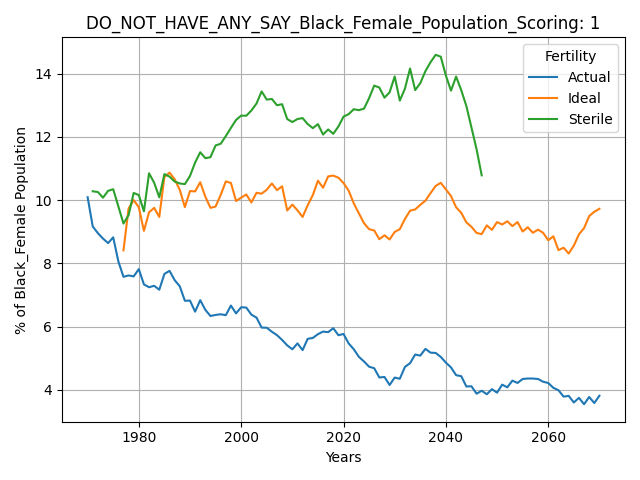 DO_NOT_HAVE_ANY_SAY_Black_Female_Population_Scoring: 1
Fertility
Actual
Ideal
Sterile
% of Black_Female Population
14
12
10
8
6
4
1980 2000 2020 2040 2060
Years